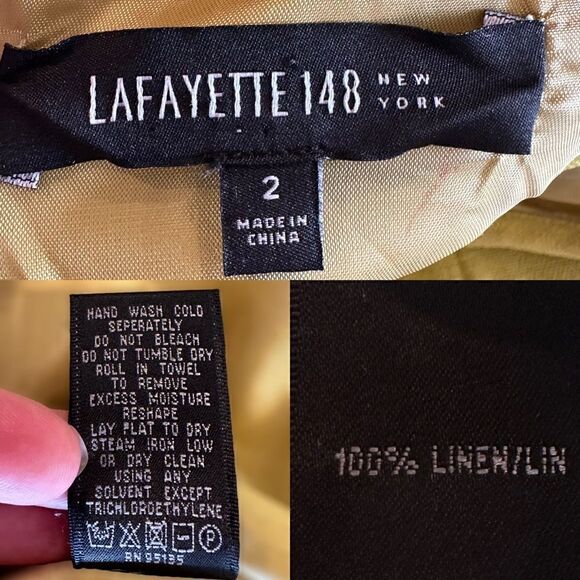 LAFAYETTE 148 NEW YORK
2
MADE IN
CHINA
HAND WASH COLD
SEPERATELY
DO NOT BLEACH
DO NOT TUMBLE DRY
ROLL IN TOWEL
TO REMOVE
EXCESS MOISTURE
RESHAPE
LAY FLAT TO DRY
STEAM IRON LOW
OR DRY CLEAN
USING ANY
SOLVENT EXCEPT
TRICHLOROETHYLENE
P
RN 95135
100% LINEN/LIN